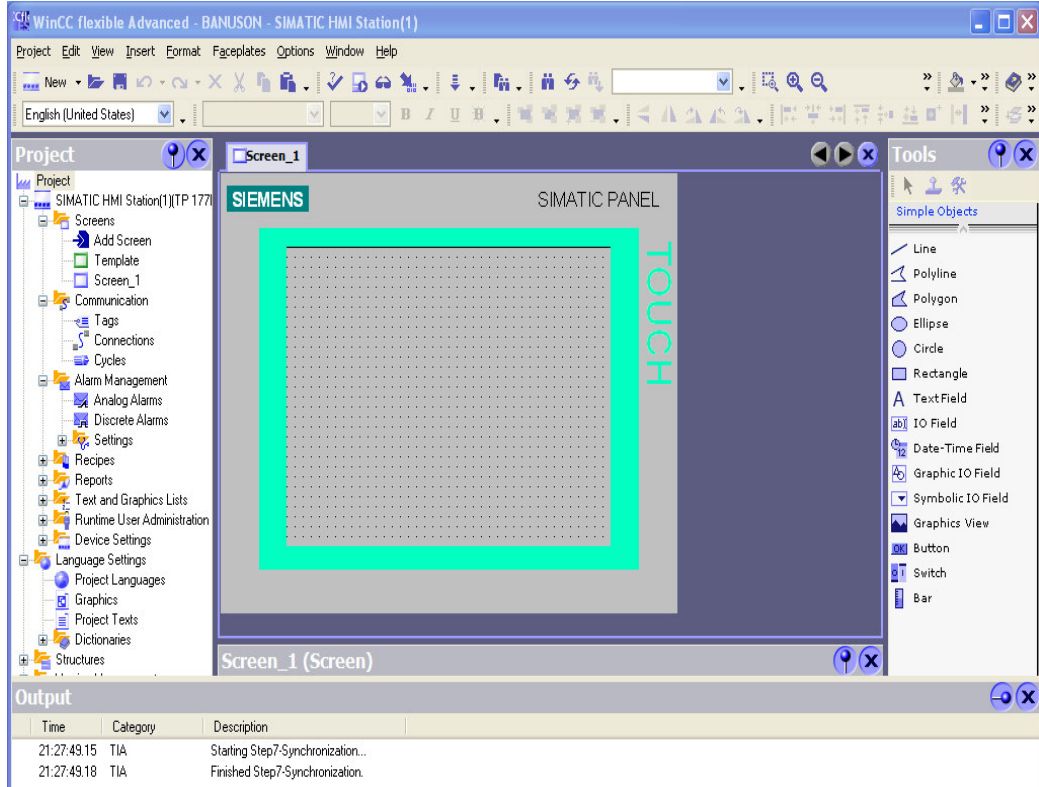 WinCC flexible Advanced - BANUSON - SIMATIC HMI Station(1)
Project Edit View Insert Format Faceplates Options Window Help
New
English (United States) B I U B
Project
Screen_1
Tools
Project
SIMATIC HMI Station(1)(TP 177
Screens
Add Screen
Template
Screen_1
Communication
Tags
Connections
Cycles
Alarm Management
Analog Alarms
Discrete Alarms
Settings
Recipes
Reports
Text and Graphics Lists
Runtime User Administration
Device Settings
Language Settings
Project Languages
Graphics
Project Texts
Dictionaries
Structures
SIEMENS SIMATIC PANEL
TOUCH
Screen_1 (Screen)
Simple Objects
Line
Polyline
Polygon
Ellipse
Circle
Rectangle
A TextField
IO Field
Date-Time Field
Graphic IO Field
Symbolic IO Field
Graphics View
OK Button
Switch
Bar
Output
Time Category Description
21:27:49.15 TIA Starting Step7-Synchronization...
21:27:49.18 TIA Finished Step7-Synchronization.